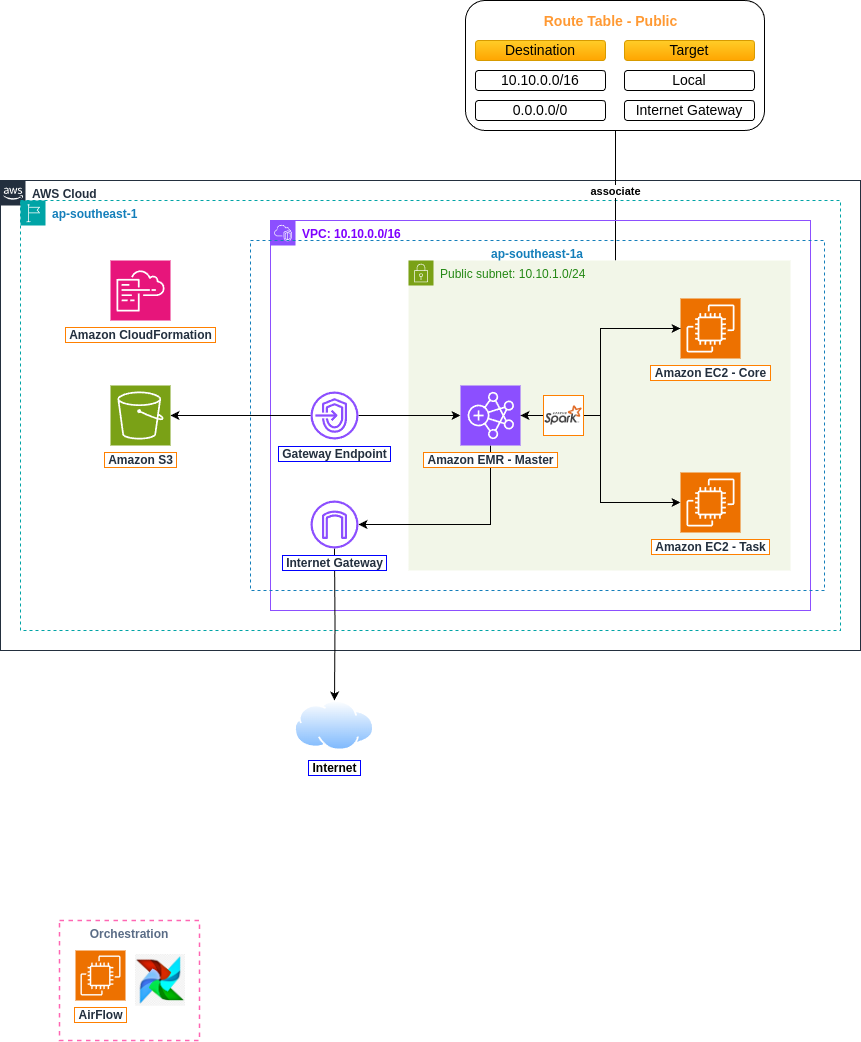 Route Table - Public
Destination Target
10.10.0.0/16 Local
0.0.0.0/0 Internet Gateway
associate
aws
AWS Cloud
ap-southeast-1
VPC: 10.10.0.0/16
ap-southeast-1a
Public subnet: 10.10.1.0/24
Amazon CloudFormation
Amazon EC2 - Core
Spark
Amazon S3
Gateway Endpoint
Amazon EMR - Master
Amazon EC2 - Task
Internet Gateway
Internet
Orchestration
AirFlow